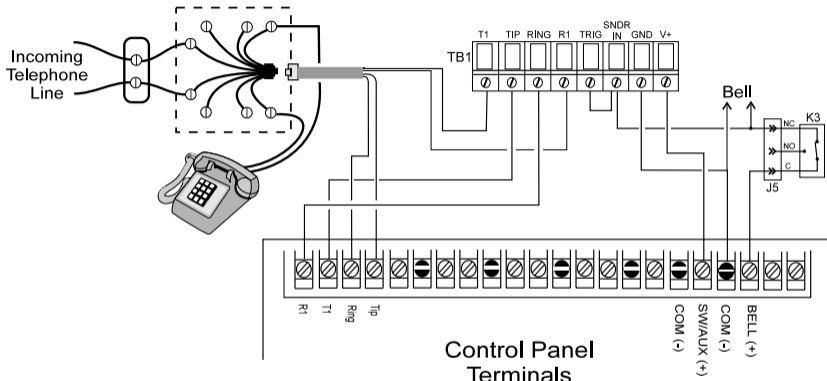 Incoming
Telephone
Line
TB1
T1 TIP RING R1 TRIG SNDR IN GND V+
Bell
NC
NO
C
K3
J5
R1
T1
Ring
Tip
COM (-)
SW/AUX (+)
COM (-)
BELL (+)
Control Panel
Terminals